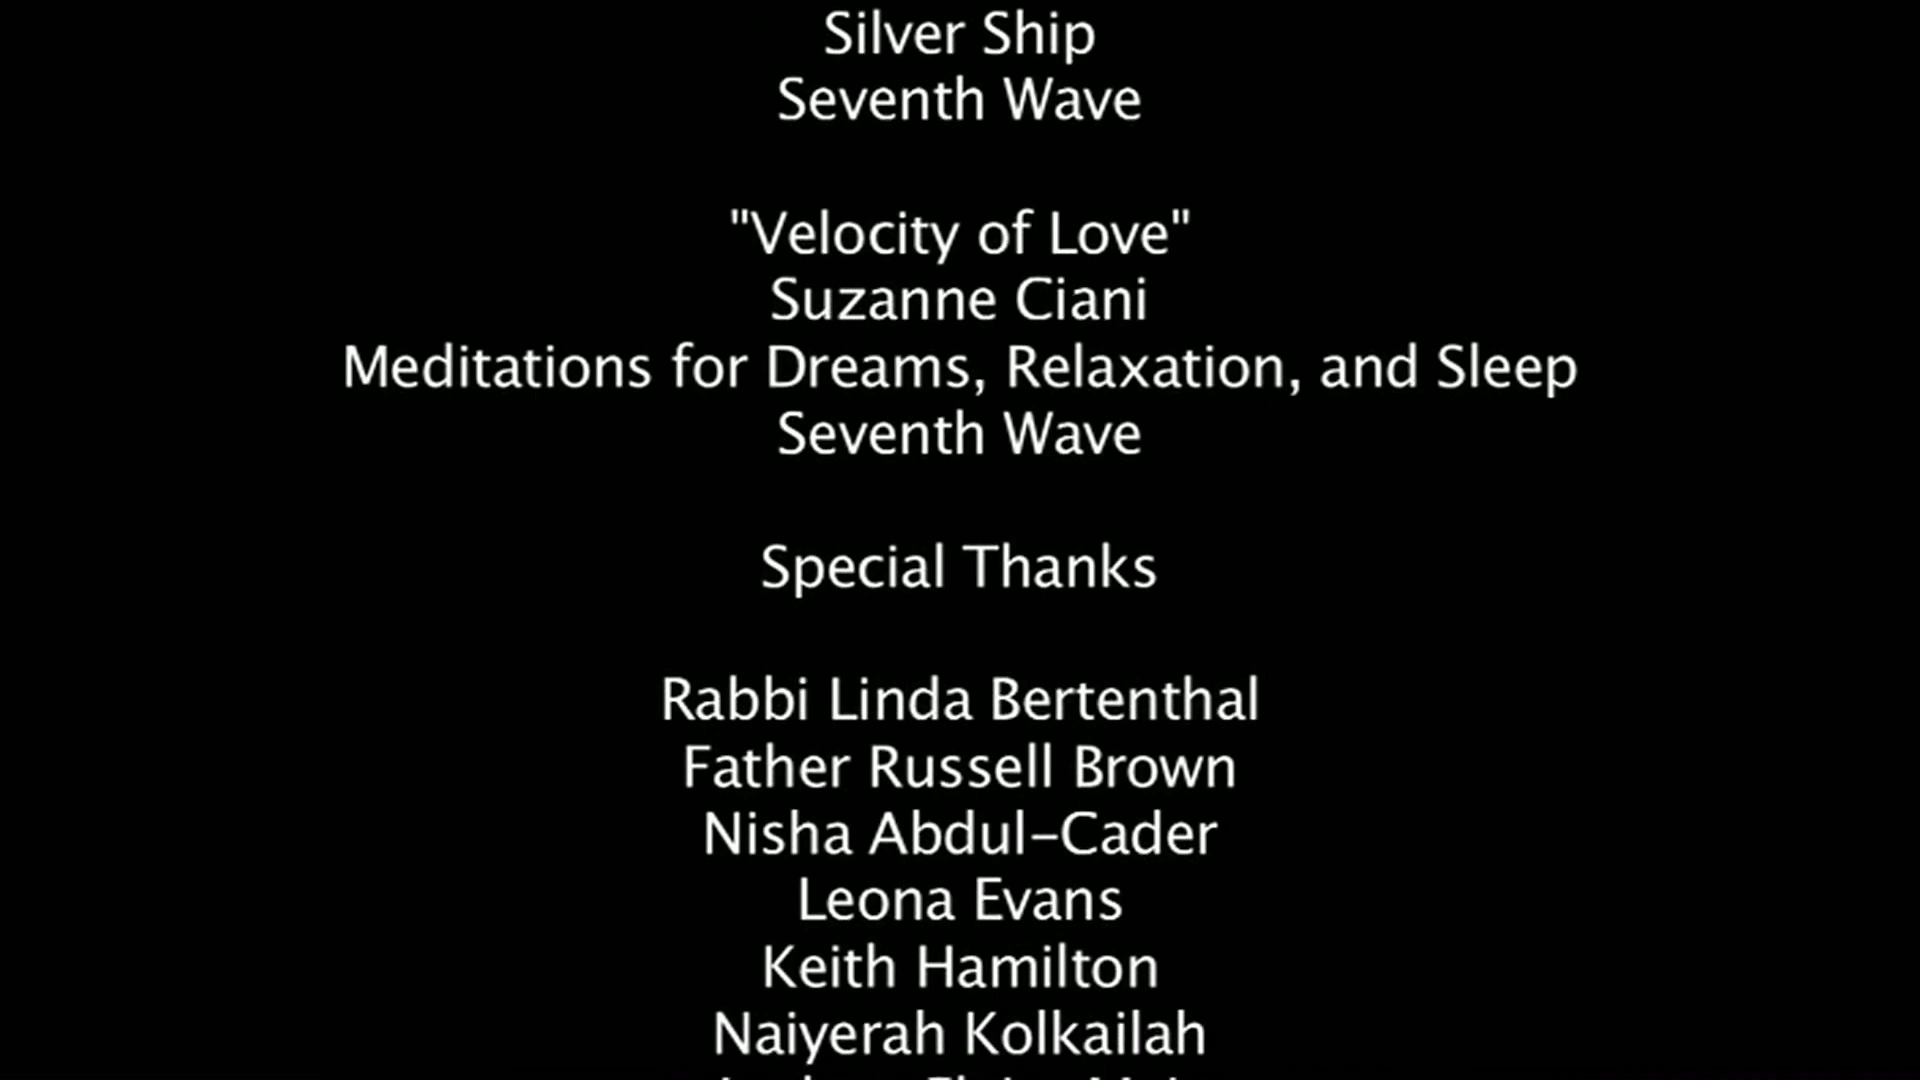 Silver Ship
Seventh Wave
"Velocity of Love"
Suzanne Ciani
Meditations for Dreams, Relaxation, and Sleep
Seventh Wave
Special Thanks
Rabbi Linda Bertenthal
Father Russell Brown
Nisha Abdul-Cader
Leona Evans
Keith Hamilton
Naiyerah Kolkailah